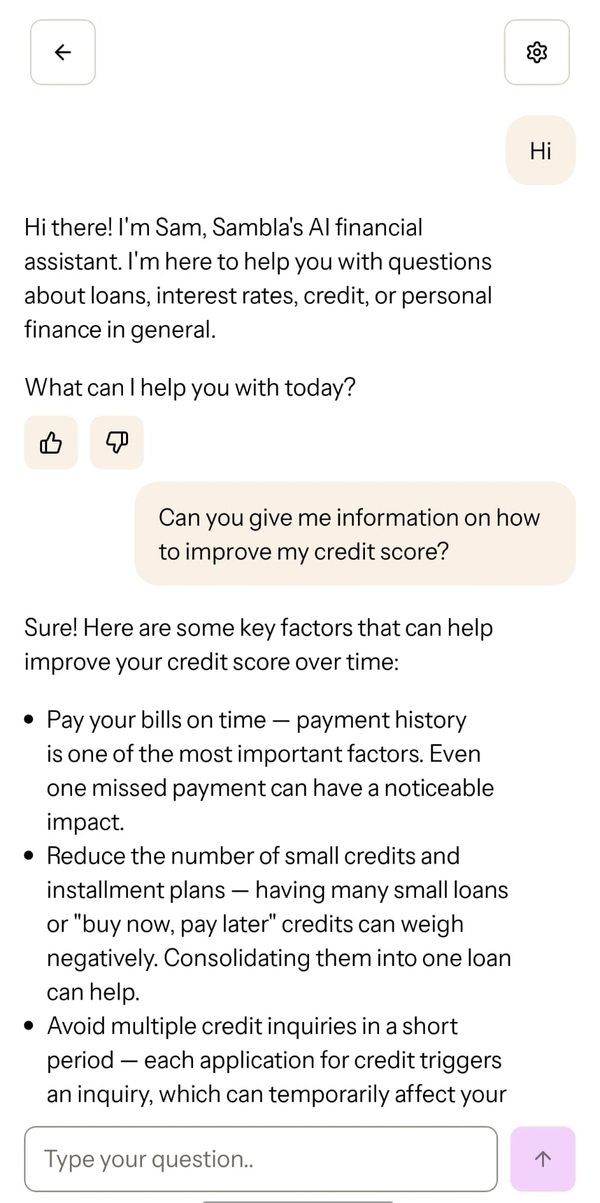 Hi
Hi there! I'm Sam, Sambla's AI financial
assistant. I'm here to help you with questions
about loans, interest rates, credit, or personal
finance in general.
What can I help you with today?
Can you give me information on how
to improve my credit score?
Sure! Here are some key factors that can help
improve your credit score over time:
• Pay your bills on time — payment history
is one of the most important factors. Even
one missed payment can have a noticeable
impact.
• Reduce the number of small credits and
installment plans — having many small loans
or "buy now, pay later" credits can weigh
negatively. Consolidating them into one loan
can help.
• Avoid multiple credit inquiries in a short
period — each application for credit triggers
an inquiry, which can temporarily affect your
Type your question..